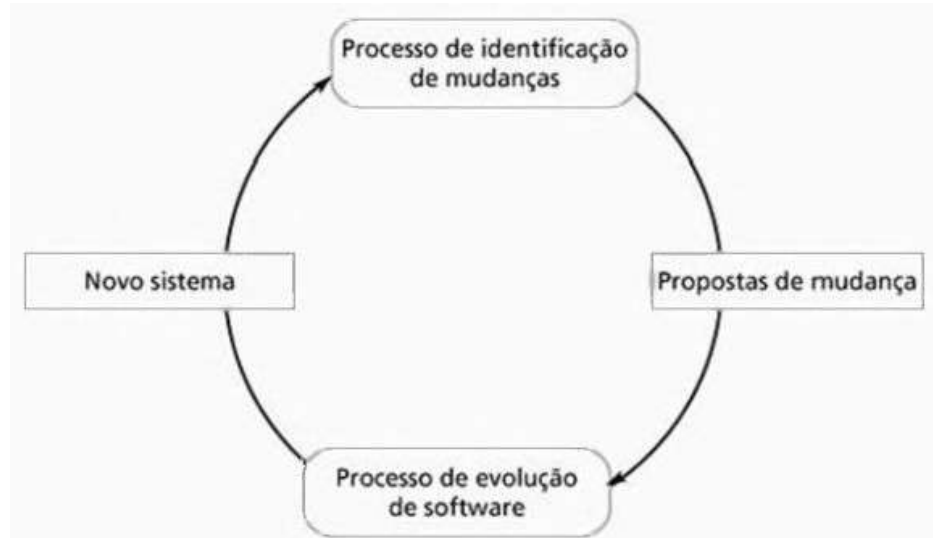 Processo de identificação
de mudanças
Novo sistema
Propostas de mudança
Processo de evolução
de software